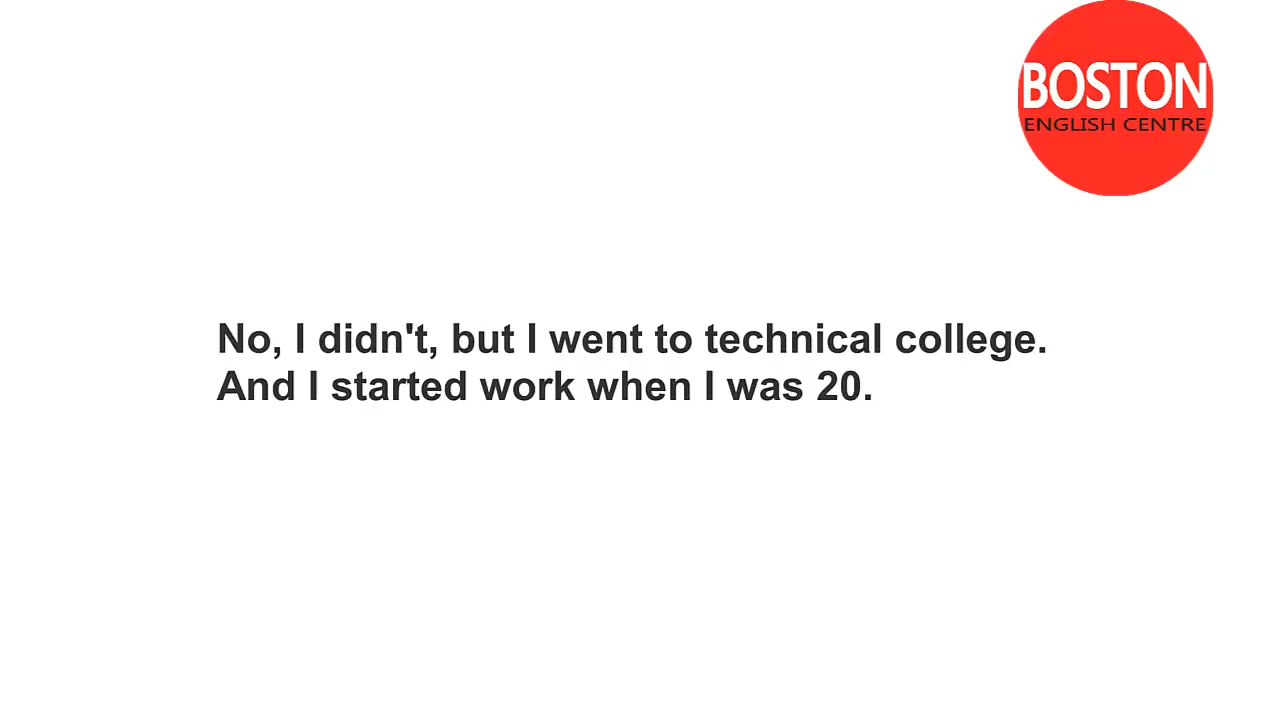 BOSTON
ENGLISH CENTRE
No, I didn't, but I went to technical college.
And I started work when I was 20.